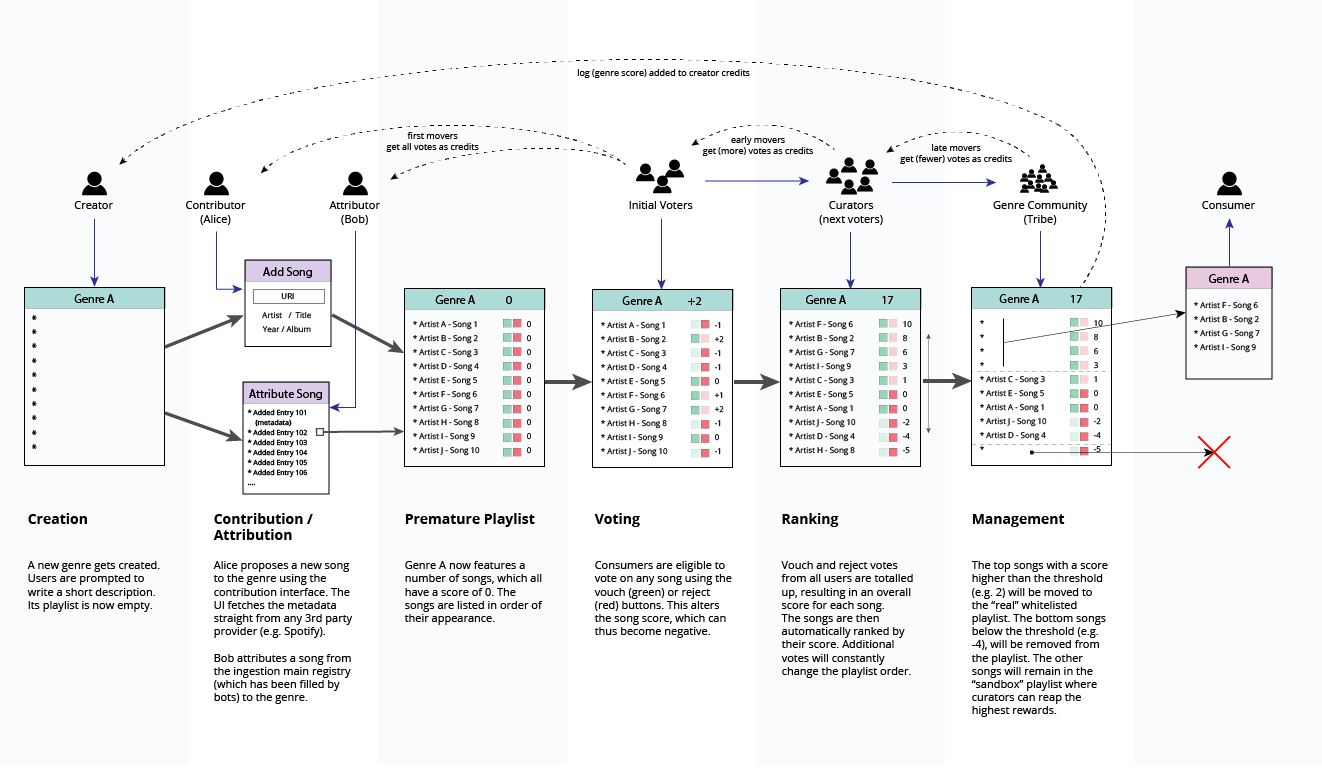 log (genre score) added to creator credits
first movers
get all votes as credits
early movers
get (more) votes as credits
late movers
get (fewer) votes as credits
Creator
Contributor
(Alice)
Attributor
(Bob)
Initial Voters
Curators
(next voters)
Genre Community
(Tribe)
Consumer
Genre A
*
*
*
*
*
*
*
*
*
*
Add Song
URI
Artist / Title
Year / Album
Attribute Song
* Added Entry 101
(metadata)
* Added Entry 102
* Added Entry 103
* Added Entry 104
* Added Entry 105
* Added Entry 106
....
Genre A 0
* Artist A - Song 1 0
* Artist B - Song 2 0
* Artist C - Song 3 0
* Artist D - Song 4 0
* Artist E - Song 5 0
* Artist F - Song 6 0
* Artist G - Song 7 0
* Artist H - Song 8 0
* Artist I - Song 9 0
* Artist J - Song 10 0
Genre A +2
* Artist A - Song 1 -1
* Artist B - Song 2 +2
* Artist C - Song 3 -1
* Artist D - Song 4 -1
* Artist E - Song 5 0
* Artist F - Song 6 +1
* Artist G - Song 7 +2
* Artist H - Song 8 -1
* Artist I - Song 9 0
* Artist J - Song 10 -1
Genre A 17
* Artist F - Song 6 10
* Artist B - Song 2 8
* Artist G - Song 7 6
* Artist I - Song 9 3
* Artist C - Song 3 1
* Artist E - Song 5 0
* Artist A - Song 1 0
* Artist J - Song 10 -2
* Artist D - Song 4 -4
* Artist H - Song 8 -5
Genre A 17
* 10
* 8
* 6
* 3
* Artist C - Song 3 1
* Artist E - Song 5 0
* Artist A - Song 1 0
* Artist J - Song 10 -2
* Artist D - Song 4 -4
* -5
Genre A
* Artist F - Song 6
* Artist B - Song 2
* Artist G - Song 7
* Artist I - Song 9
Creation
A new genre gets created.
Users are prompted to
write a short description.
Its playlist is now empty.
Contribution /
Attribution
Alice proposes a new song
to the genre using the
contribution interface. The
UI fetches the metadata
straight from any 3rd party
provider (e.g. Spotify).
Bob attributes a song from
the ingestion main registry
(which has been filled by
bots) to the genre.
Premature Playlist
Genre A now features a
number of songs, which all
have a score of 0. The
songs are listed in order of
their appearance.
Voting
Consumers are eligible to
vote on any song using the
vouch (green) or reject
(red) buttons. This alters
the song score, which can
thus become negative.
Ranking
Vouch and reject votes
from all users are totalled
up, resulting in an overall
score for each song.
The songs are then
automatically ranked by
their score. Additional
votes will constantly
change the playlist order.
Management
The top songs with a score
higher than the threshold
(e.g. 2) will be moved to
the “real” whitelisted
playlist. The bottom songs
below the threshold (e.g.
-4), will be removed from
the playlist. The other
songs will remain in the
“sandbox” playlist where
curators can reap the
highest rewards.